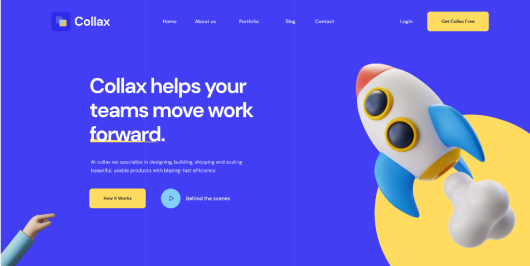 Collax
Home About us Portfolio Blog Contact
Login
Get Collax Free
Collax helps your
teams move work
forward.
At collax we specialize in designing, building, shipping and scaling
beautiful, usable products with blazing-fast efficiency
How it Works
Behind the scenes